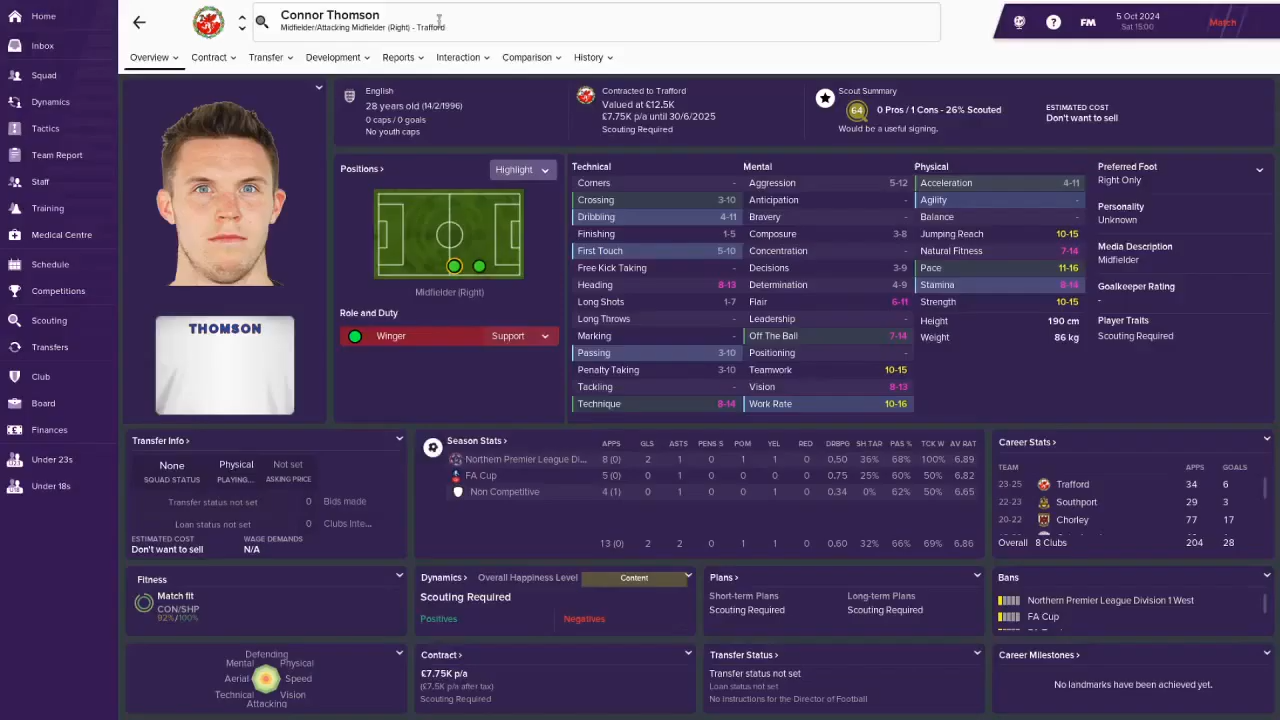 Home
Inbox
Squad
Dynamics
Tactics
Team Report
Staff
Training
Medical Centre
Schedule
Competitions
Scouting
Transfers
Club
Board
Finances
Under 23s
Under 18s
Connor Thomson
Midfielder/Attacking Midfielder (Right) - Trafford
? FM
5 Oct 2024
Sat 15:00
Match
Overview Contract Transfer Development Reports Interaction Comparison History
English
28 years old (14/2/1996)
0 caps / 0 goals
No youth caps
Contracted to Trafford
Valued at £12.5K
£7.75K p/a until 30/6/2025
Scouting Required
Scout Summary
64 0 Pros / 1 Cons - 26% Scouted
Would be a useful signing.
ESTIMATED COST
Don't want to sell
Positions >
Highlight
Midfielder (Right)
Role and Duty
Winger Support
THOMSON
Technical
Corners -
Crossing 3-10
Dribbling 4-11
Finishing 1-5
First Touch 5-10
Free Kick Taking -
Heading 8-13
Long Shots 1-7
Long Throws -
Marking -
Passing 3-10
Penalty Taking 3-10
Tackling -
Technique 8-14
Mental
Aggression 5-12
Anticipation -
Bravery -
Composure 3-8
Concentration -
Decisions 3-9
Determination 4-9
Flair 6-11
Leadership -
Off The Ball 7-14
Positioning -
Teamwork 10-15
Vision 8-13
Work Rate 10-16
Physical
Acceleration 4-11
Agility -
Balance -
Jumping Reach 10-15
Natural Fitness 7-14
Pace 11-16
Stamina 8-14
Strength 10-15
Height 190 cm
Weight 86 kg
Preferred Foot
Right Only
Personality
Unknown
Media Description
Midfielder
Goalkeeper Rating
-
Player Traits
Scouting Required
Transfer Info >
None Physical Not set
SQUAD STATUS PLAYING... ASKING PRICE
Transfer status not set 0 Bids made
Loan status not set 0 Clubs Inte...
ESTIMATED COST WAGE DEMANDS
Don't want to sell N/A
Season Stats > APPS GLS ASTS PENS S POM YEL RED DRBPG SH TAR PAS % TCK W AV RAT
Northern Premier League Di... 8 (0) 2 1 0 1 1 0 0.50 36% 68% 100% 6.89
FA Cup 5 (0) 0 1 0 0 0 0 0.75 25% 60% 50% 6.82
Non Competitive 4 (1) 0 1 0 0 0 0 0.34 0% 62% 50% 6.65
13 (0) 2 2 0 1 1 0 0.60 32% 66% 69% 6.86
Career Stats >
TEAM APPS GOALS
23-25 Trafford 34 6
22-23 Southport 29 3
20-22 Chorley 77 17
Overall 8 Clubs 204 28
Fitness
Match fit
CON/SHP
92%/100%
Dynamics > Overall Happiness Level Content
Scouting Required
Positives Negatives
Plans >
Short-term Plans Long-term Plans
Scouting Required Scouting Required
Bans
Northern Premier League Division 1 West
FA Cup
Defending
Mental Physical
Aerial Speed
Technical Vision
Attacking
Contract >
£7.75K p/a
(£7.5K p/a after tax)
Scouting Required
Transfer Status >
Transfer status not set
Loan status not set
No instructions for the Director of Football
Career Milestones >
No landmarks have been achieved yet.